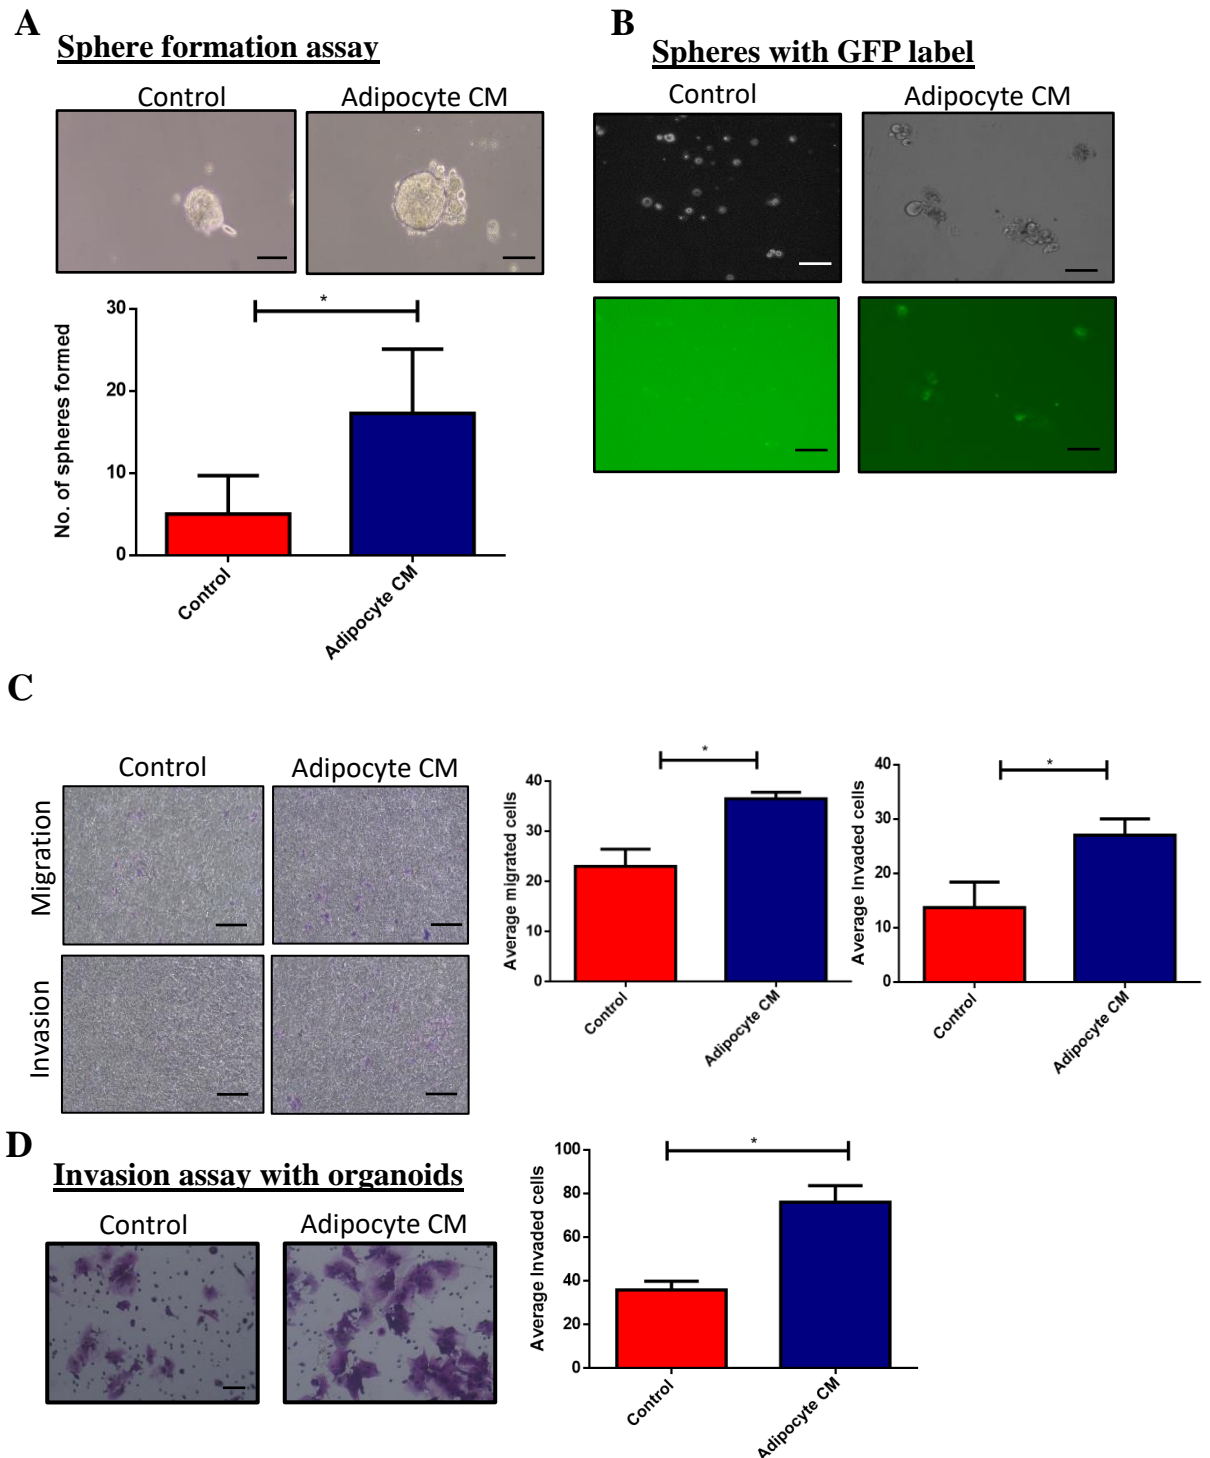 A
Sphere formation assay
Control
Adipocyte CM
*
30
20
10
0
No. of spheres formed
Control
Adipocyte CM
B
Spheres with GFP label
Control
Adipocyte CM
C
Control
Adipocyte CM
Migration
Invasion
*
40
30
20
10
0
Average migrated cells
Control
Adipocyte CM
*
40
30
20
10
0
Average Invaded cells
Control
Adipocyte CM
D
Invasion assay with organoids
Control
Adipocyte CM
*
100
80
60
40
20
0
Average Invaded cells
Control
Adipocyte CM